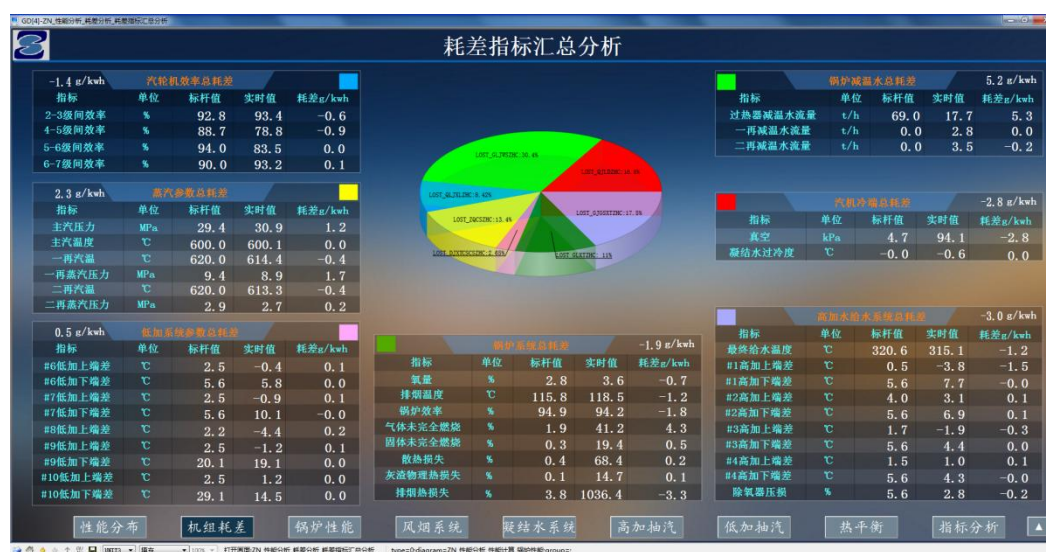 GD[4]-ZN_性能分析_耗差分析_耗差指标汇总分析
耗差指标汇总分析
-1.4 g/kwh 汽轮机效率总耗差
指标 单位 标杆值 实时值 耗差g/kwh
2-3级间效率 % 92.8 93.4 -0.6
4-5级间效率 % 88.7 78.8 -0.9
5-6级间效率 % 94.0 83.5 0.0
6-7级间效率 % 90.0 93.2 0.1
2.3 g/kwh 蒸汽参数总耗差
指标 单位 标杆值 实时值 耗差g/kwh
主汽压力 MPa 29.4 30.9 1.2
主汽温度 ℃ 600.0 600.1 0.0
一再汽温 ℃ 620.0 614.4 -0.4
一再蒸汽压力 MPa 9.4 8.9 1.7
二再汽温 ℃ 620.0 613.3 -0.4
二再蒸汽压力 MPa 2.9 2.7 0.2
0.5 g/kwh 低加系统参数总耗差
指标 单位 标杆值 实时值 耗差g/kwh
#6低加上端差 ℃ 2.5 -0.4 0.1
#6低加下端差 ℃ 5.6 5.8 0.0
#7低加上端差 ℃ 2.5 -0.9 0.1
#7低加下端差 ℃ 5.6 10.1 -0.0
#8低加上端差 ℃ 2.2 -4.4 0.2
#9低加上端差 ℃ 2.5 -1.2 0.1
#9低加下端差 ℃ 20.1 19.1 0.0
#10低加上端差 ℃ 2.5 1.2 0.0
#10低加下端差 ℃ 29.1 14.5 0.0
锅炉系统总耗差 -1.9 g/kwh
指标 单位 标杆值 实时值 耗差g/kwh
氧量 % 2.8 3.6 -0.7
排烟温度 ℃ 115.8 118.5 -1.2
锅炉效率 % 94.9 94.2 -1.8
气体未完全燃烧 % 1.9 41.2 4.3
固体未完全燃烧 % 0.3 19.4 0.5
散热损失 % 0.4 68.4 0.2
灰渣物理热损失 % 0.1 14.7 0.1
排烟热损失 % 3.8 1036.4 -3.3
锅炉减温水总耗差 5.2 g/kwh
指标 单位 标杆值 实时值 耗差g/kwh
过热器减温水流量 t/h 69.0 17.7 5.3
一再减温水流量 t/h 0.0 2.8 0.0
二再减温水流量 t/h 0.0 3.5 -0.2
汽机冷端总耗差 -2.8 g/kwh
指标 单位 标杆值 实时值 耗差g/kwh
真空 kPa 4.7 94.1 -2.8
凝结水过冷度 ℃ -0.0 -0.6 0.0
高加水给水系统总耗差 -3.0 g/kwh
指标 单位 标杆值 实时值 耗差g/kwh
最终给水温度 ℃ 320.6 315.1 -1.2
#1高加上端差 ℃ 0.5 -3.8 -1.5
#1高加下端差 ℃ 5.6 7.7 -0.0
#2高加上端差 ℃ 4.0 3.1 0.1
#2高加下端差 ℃ 5.6 6.9 0.1
#3高加上端差 ℃ 1.7 -1.9 -0.3
#3高加下端差 ℃ 5.6 4.4 0.0
#4高加上端差 ℃ 1.5 1.0 0.1
#4高加下端差 ℃ 5.6 4.3 -0.0
除氧器压损 % 5.6 2.8 -0.2
性能分布 机组耗差 锅炉性能 风烟系统 凝结水系统 高加抽汽 低加抽汽 热平衡 指标分析
UNIT3 填充 100%